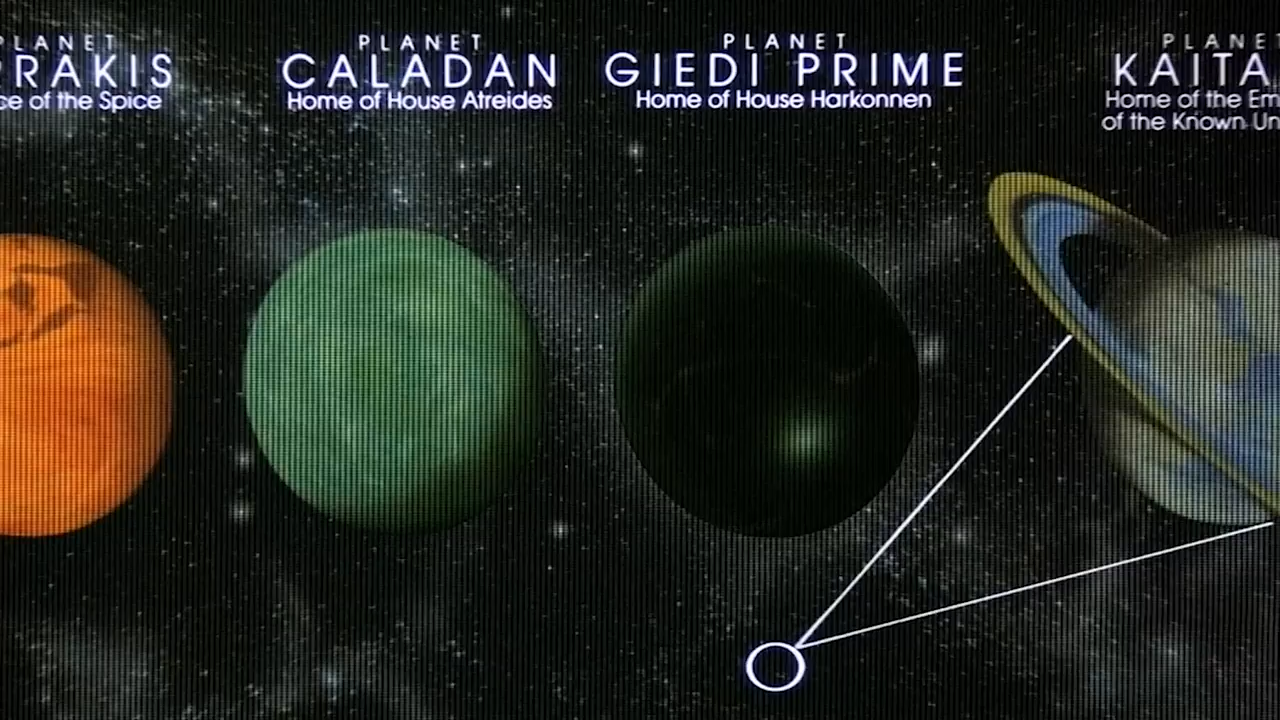 PLANET
RAKIS
ce of the Spice
PLANET
CALADAN
Home of House Atreides
PLANET
GIEDI PRIME
Home of House Harkonnen
PLANET
KAITA
Home of the Em
of the Known Un